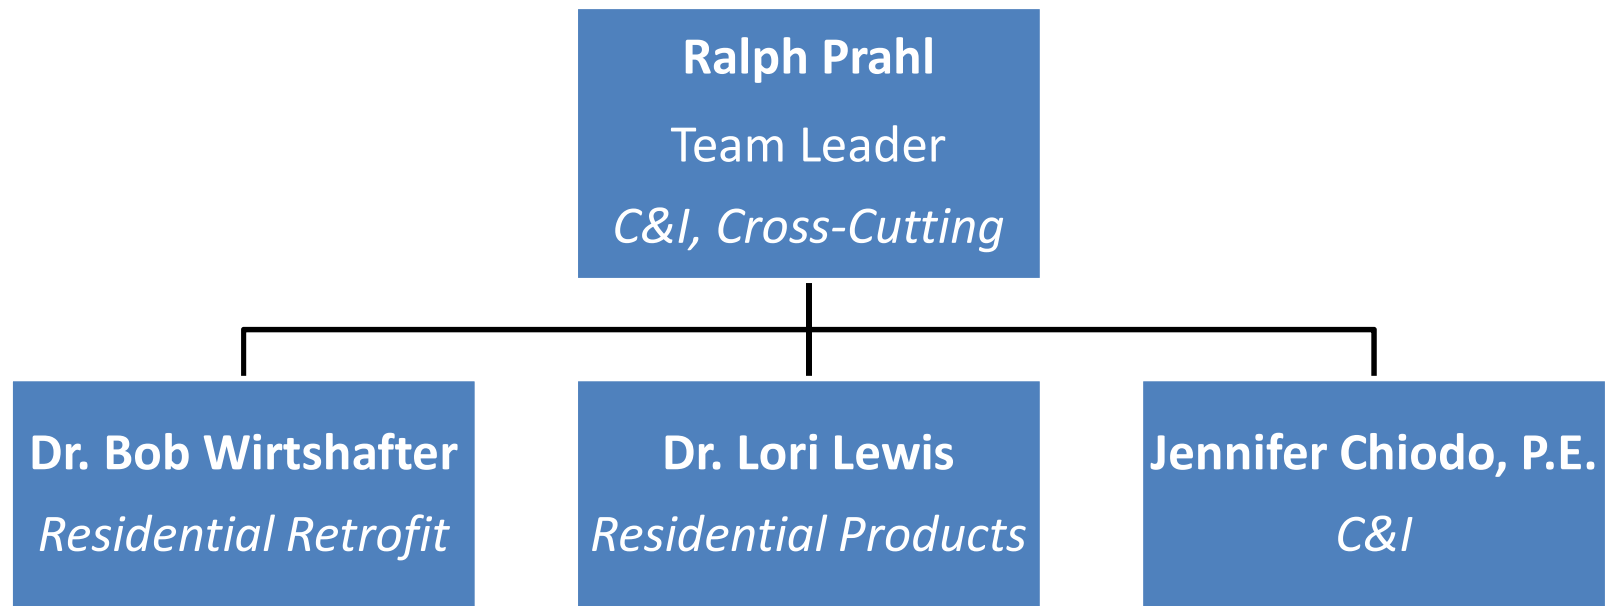 Ralph Prahl
Team Leader
C&I, Cross-Cutting
Dr. Bob Wirtshafter
Residential Retrofit
Dr. Lori Lewis
Residential Products
Jennifer Chiodo, P.E.
C&I